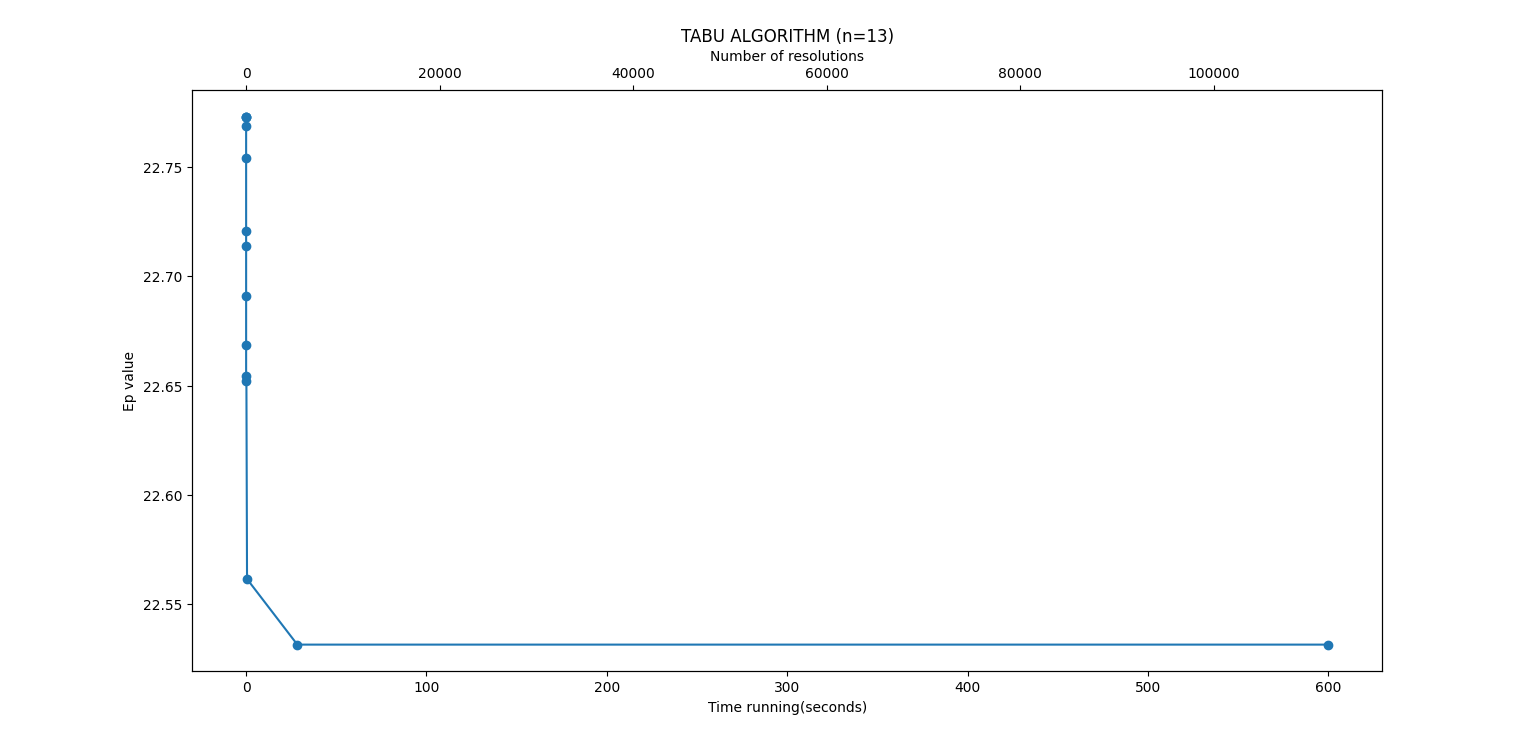 TABU ALGORITHM (n=13)
Number of resolutions
0 20000 40000 60000 80000 100000
22.75
22.70
22.65
22.60
22.55
Ep value
0 100 200 300 400 500 600
Time running(seconds)